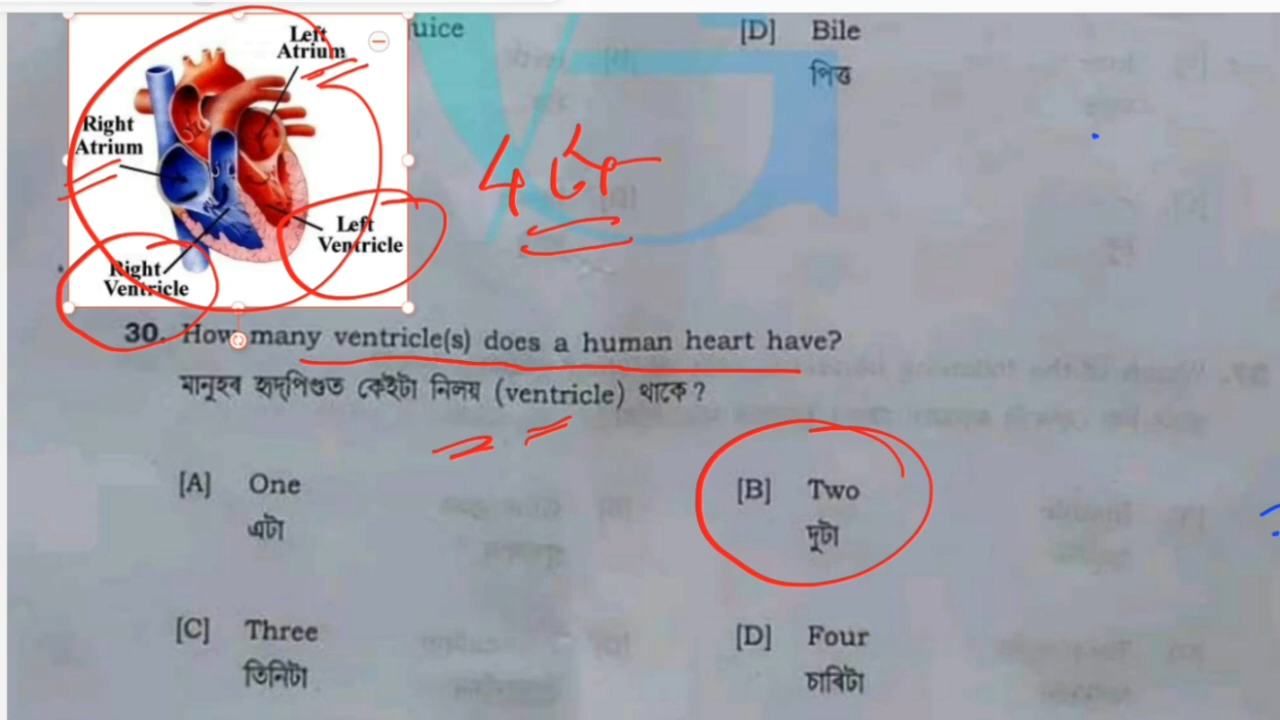 uice
[D] Bile
পিত্ত
Left
Atrium
Right
Atrium
Left
Ventricle
Right
Ventricle
4
30. How many ventricle(s) does a human heart have?
মানুহৰ হৃদ্‌পিণ্ডত কেইটা নিলয় (ventricle) থাকে?
[A] One
এটা
[B] Two
দুটা
[C] Three
তিনিটা
[D] Four
চাৰিটা